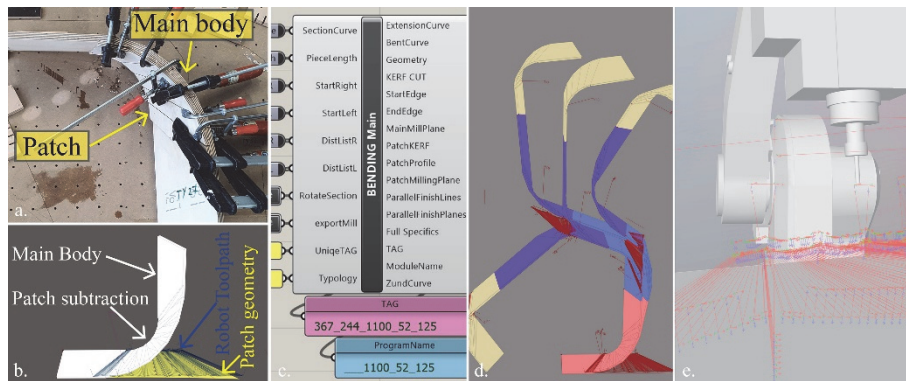 Main body
Patch
a.
Main Body
Patch subtraction
Robot Toolpath
Patch geometry
b.
SectionCurve
PieceLength
StartRight
StartLeft
DistListR
DistListL
RotateSection
exportMill
UniqeTAG
Typology
BENDING Main
ExtensionCurve
BentCurve
Geometry
KERF CUT
StartEdge
EndEdge
MainMillPlane
PatchKERF
PatchProfile
PatchMillingPlane
ParallelFinishLines
ParallelFinishPlanes
Full Specifics
TAG
ModuleName
ZundCurve
TAG
367_244_1100_52_125
ProgramName
__1100_52_125
c.
d.
e.